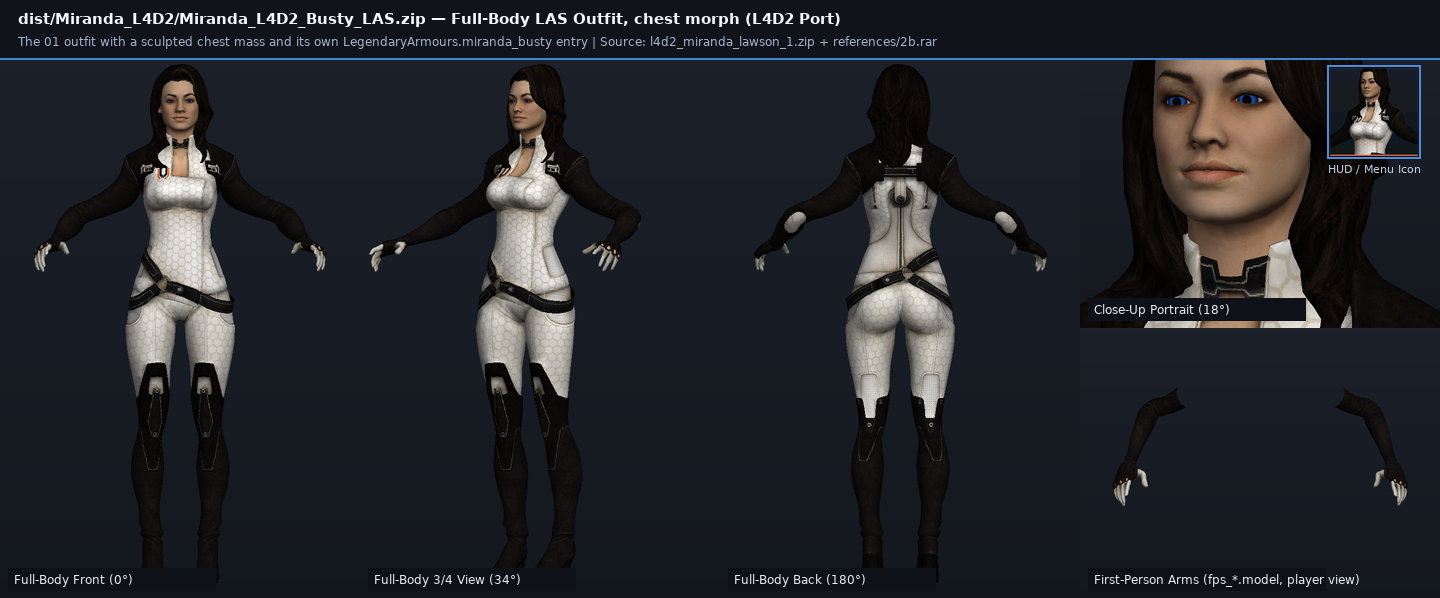 dist/Miranda_L4D2/Miranda_L4D2_Busty_LAS.zip — Full-Body LAS Outfit, chest morph (L4D2 Port)
The 01 outfit with a sculpted chest mass and its own LegendaryArmours.miranda_busty entry | Source: l4d2_miranda_lawson_1.zip + references/2b.rar
HUD / Menu Icon
Close-Up Portrait (18°)
Full-Body Front (0°)
Full-Body 3/4 View (34°)
Full-Body Back (180°)
First-Person Arms (fps_*.model, player view)